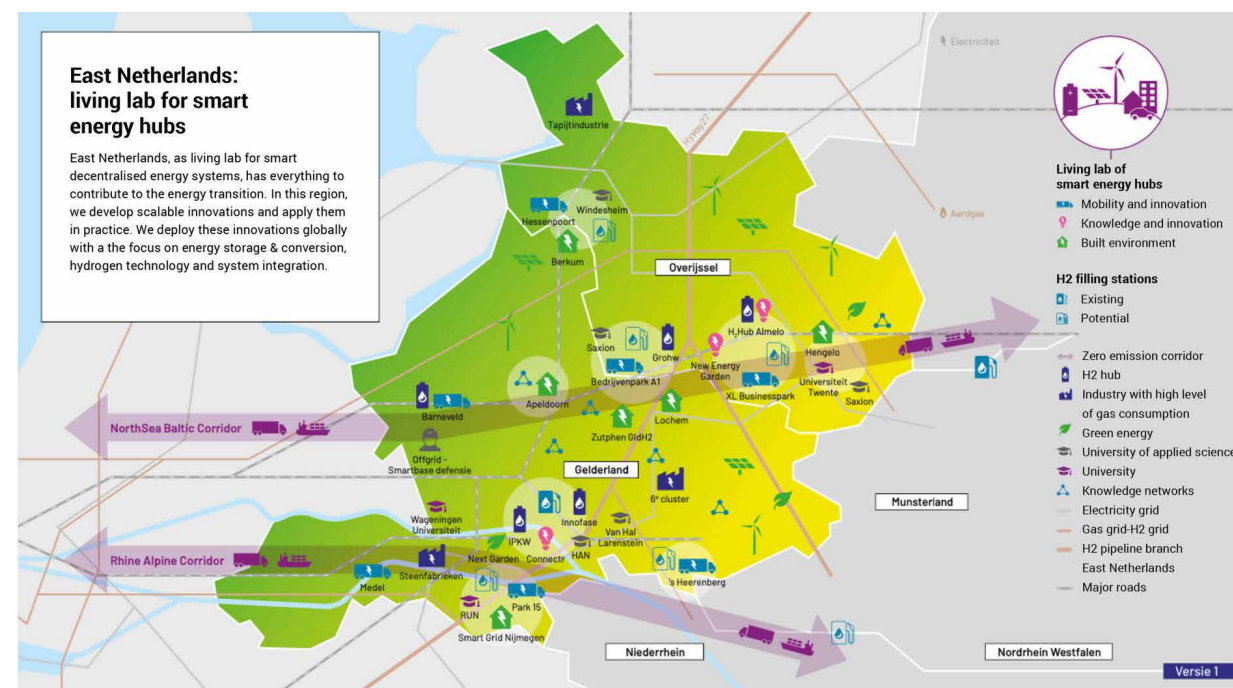 East Netherlands:
living lab for smart
energy hubs
East Netherlands, as living lab for smart
decentralised energy systems, has everything to
contribute to the energy transition. In this region,
we develop scalable innovations and apply them
in practice. We deploy these innovations globally
with a the focus on energy storage & conversion,
hydrogen technology and system integration.
Electriciteit
Hyway27
Aardgas
Tapijtindustrie
Windesheim
Hessenpoort
Berkum
Overijssel
H₂Hub Almelo
Saxion
Grohw
New Energy
Garden
Hengelo
Bedrijvenpark A1
XL Businesspark
Universiteit
Twente
Saxion
Apeldoorn
Barneveld
Lochem
Zutphen GldH2
NorthSea Baltic Corridor
Offgrid -
Smartbase defensie
Gelderland
6e cluster
Munsterland
Wageningen
Universiteit
Innofase
IPKW
Van Hal
Larenstein
HAN
Next Garden
Connectr
Rhine Alpine Corridor
Steenfabrieken
Medel
's Heerenberg
Park 15
RUN
Smart Grid Nijmegen
Niederrhein
Nordrhein Westfalen
Living lab of
smart energy hubs
Mobility and innovation
Knowledge and innovation
Built environment
H2 filling stations
Existing
Potential
Zero emission corridor
H2 hub
Industry with high level
of gas consumption
Green energy
University of applied science
University
Knowledge networks
Electricity grid
Gas grid-H2 grid
H2 pipeline branch
East Netherlands
Major roads
Versie 1